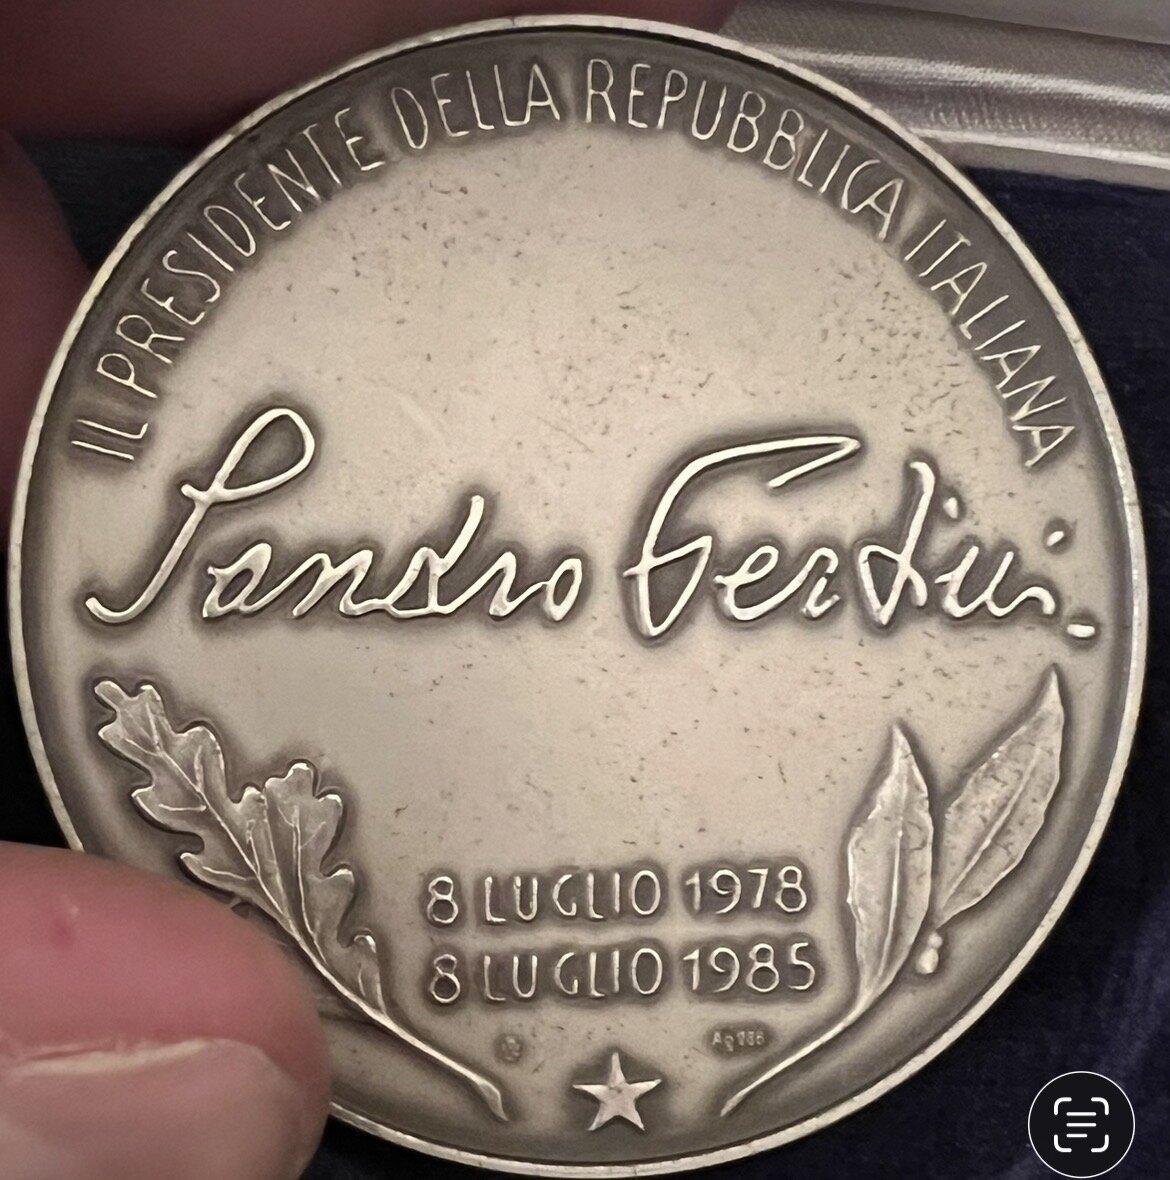 IL PRESIDENTE DELLA REPUBBLICA ITALIANA
Sandro Pertini
8 LUGLIO 1978
8 LUGLIO 1985